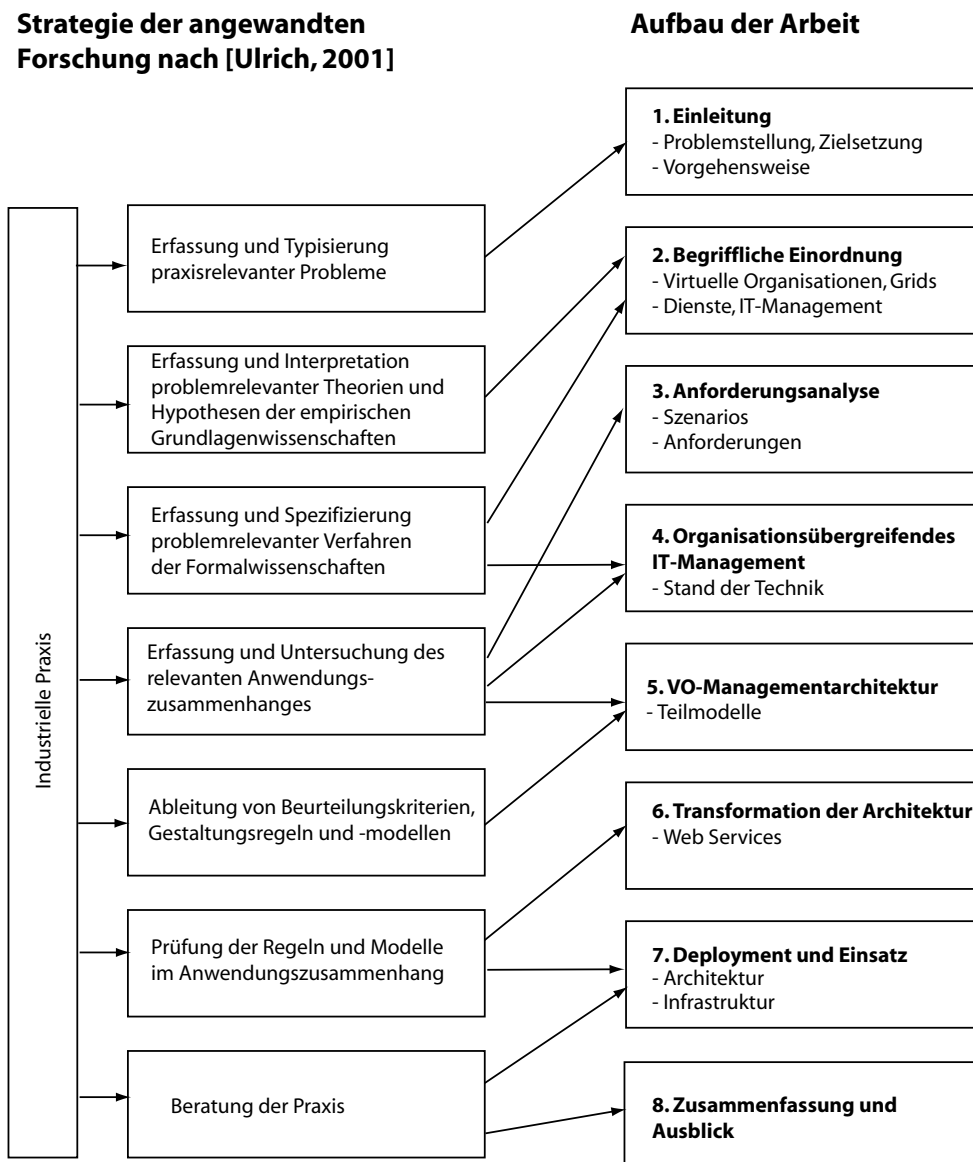 Strategie der angewandten
Forschung nach [Ulrich, 2001]
Aufbau der Arbeit
Industrielle Praxis
Erfassung und Typisierung
praxisrelevanter Probleme
Erfassung und Interpretation
problemrelevanter Theorien und
Hypothesen der empirischen
Grundlagenwissenschaften
Erfassung und Spezifizierung
problemrelevanter Verfahren
der Formalwissenschaften
Erfassung und Untersuchung des
relevanten Anwendungs-
zusammenhanges
Ableitung von Beurteilungskriterien,
Gestaltungsregeln und -modellen
Prüfung der Regeln und Modelle
im Anwendungszusammenhang
Beratung der Praxis
1. Einleitung
- Problemstellung, Zielsetzung
- Vorgehensweise
2. Begriffliche Einordnung
- Virtuelle Organisationen, Grids
- Dienste, IT-Management
3. Anforderungsanalyse
- Szenarios
- Anforderungen
4. Organisationsübergreifendes
IT-Management
- Stand der Technik
5. VO-Managementarchitektur
- Teilmodelle
6. Transformation der Architektur
- Web Services
7. Deployment und Einsatz
- Architektur
- Infrastruktur
8. Zusammenfassung und
Ausblick